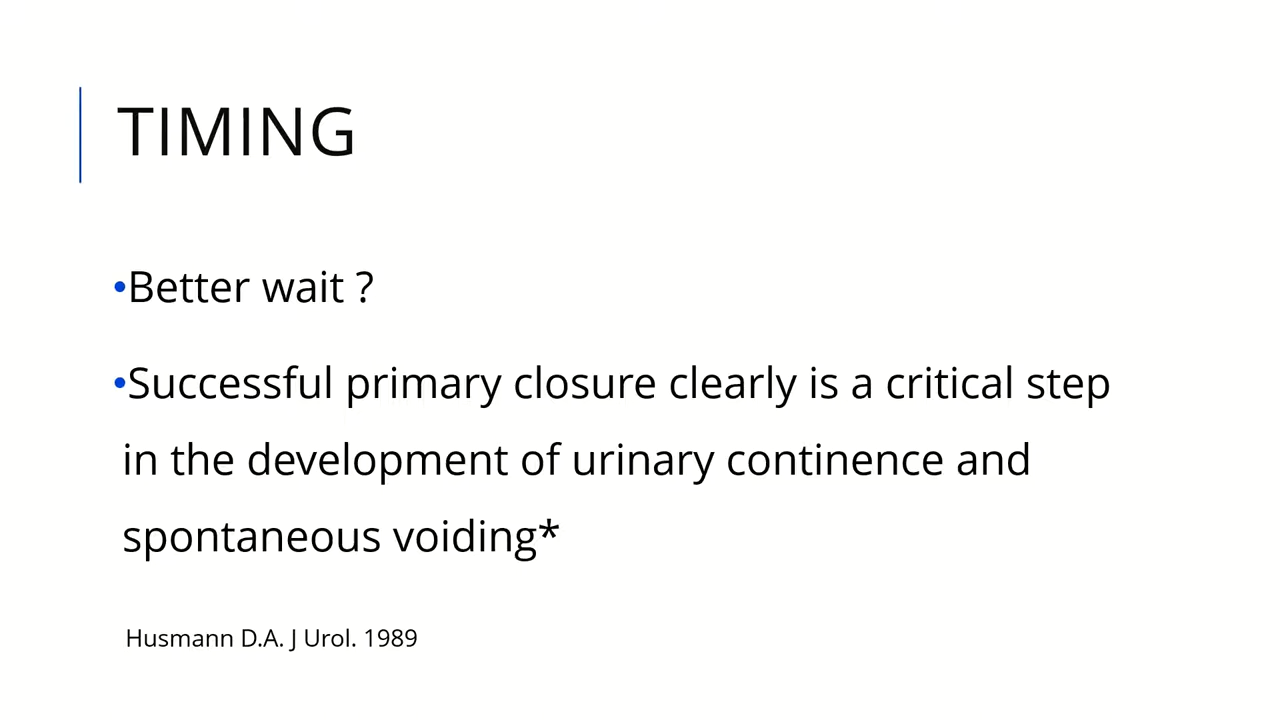 TIMING
•Better wait ?
•Successful primary closure clearly is a critical step
in the development of urinary continence and
spontaneous voiding*
Husmann D.A. J Urol. 1989